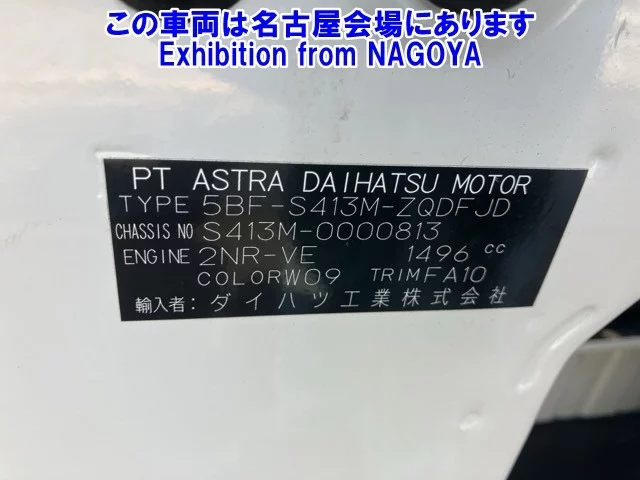 この車両は名古屋会場にあります
Exhibition from NAGOYA
PT ASTRA DAIHATSU MOTOR
TYPE 5BF-S413M-ZQDFJD
CHASSIS NO S413M-0000813
ENGINE 2NR-VE 1496 cc
COLOR W09 TRIM FA10
輸入者: ダイハツ工業株式会社